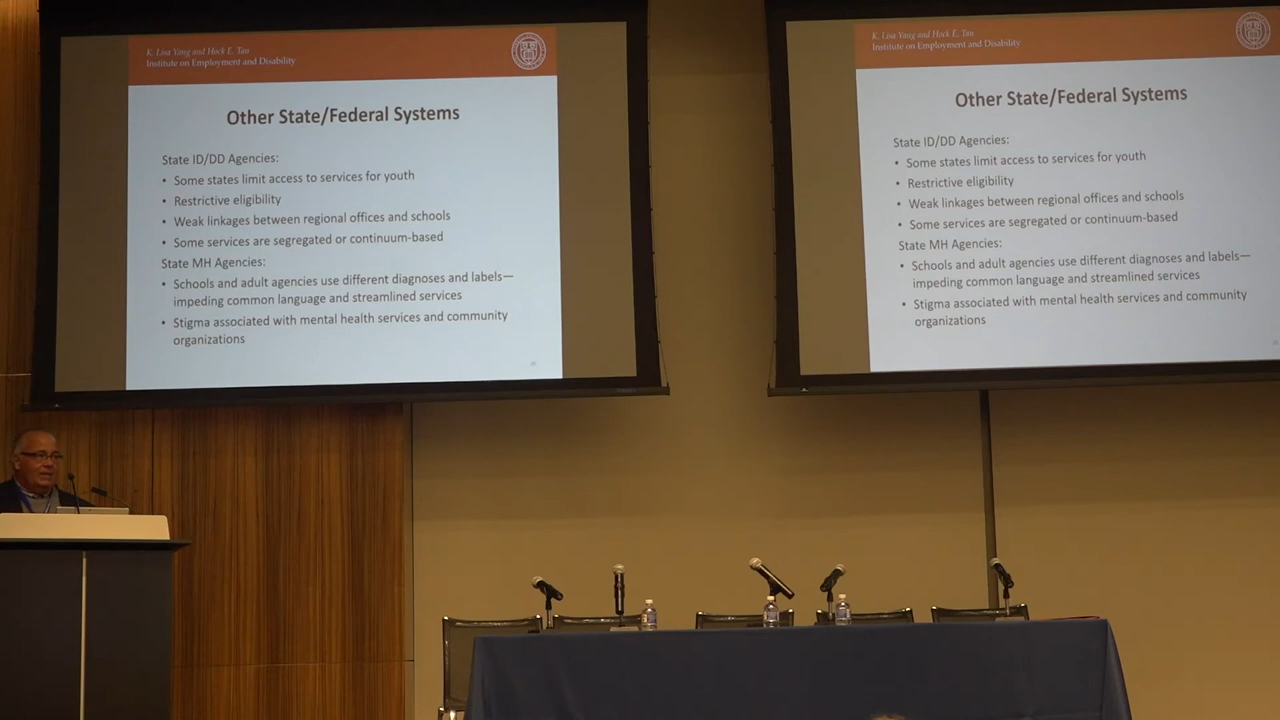 K. Lisa Yang and Hock E. Tan
Institute on Employment and Disability
Other State/Federal Systems
State ID/DD Agencies:
• Some states limit access to services for youth
• Restrictive eligibility
• Weak linkages between regional offices and schools
• Some services are segregated or continuum-based
State MH Agencies:
• Schools and adult agencies use different diagnoses and labels—
impeding common language and streamlined services
• Stigma associated with mental health services and community
organizations
K. Lisa Yang and Hock E. Tan
Institute on Employment and Disability
Other State/Federal Systems
State ID/DD Agencies:
• Some states limit access to services for youth
• Restrictive eligibility
• Weak linkages between regional offices and schools
• Some services are segregated or continuum-based
State MH Agencies:
• Schools and adult agencies use different diagnoses and labels—
impeding common language and streamlined services
• Stigma associated with mental health services and community
organizations